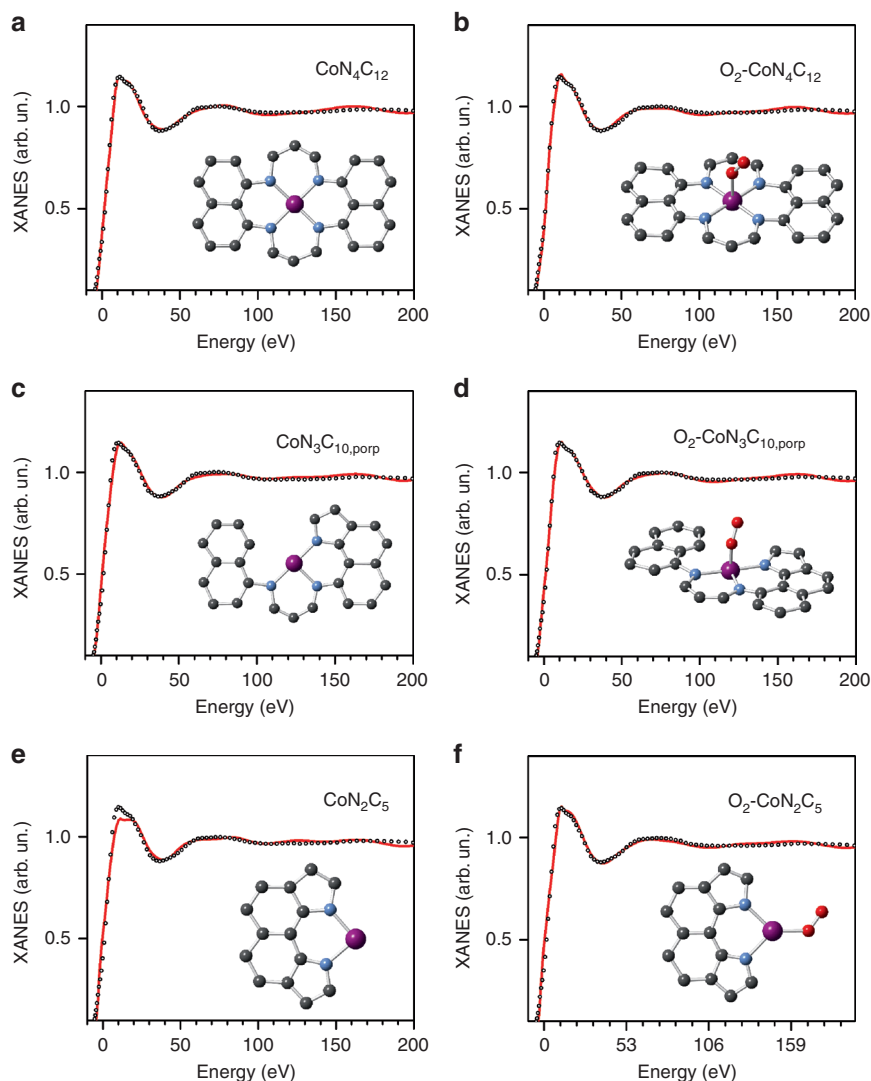 a
CoN₄C₁₂
XANES (arb. un.)
1.0
0.5
0 50 100 150 200
Energy (eV)
b
O₂-CoN₄C₁₂
XANES (arb. un.)
1.0
0.5
0 50 100 150 200
Energy (eV)
c
CoN₃C₁₀,porp
XANES (arb. un.)
1.0
0.5
0 50 100 150 200
Energy (eV)
d
O₂-CoN₃C₁₀,porp
XANES (arb. un.)
1.0
0.5
0 50 100 150 200
Energy (eV)
e
CoN₂C₅
XANES (arb. un.)
1.0
0.5
0 50 100 150 200
Energy (eV)
f
O₂-CoN₂C₅
XANES (arb. un.)
1.0
0.5
0 53 106 159
Energy (eV)